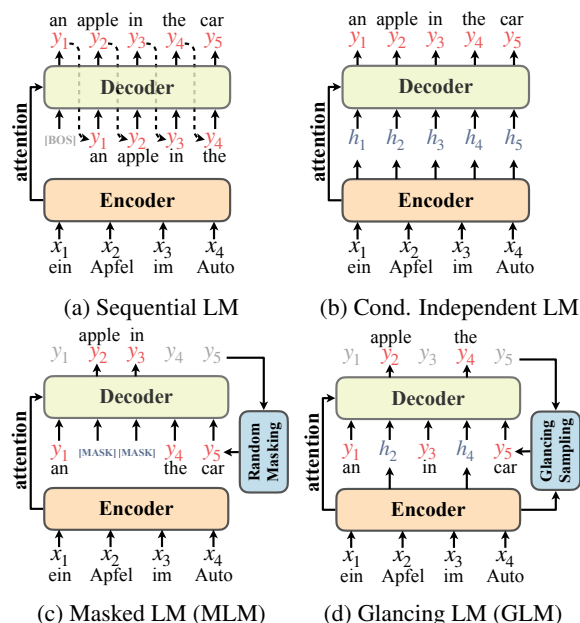 an apple in the car
y1 y2 y3 y4 y5
Decoder
attention
[BOS] y1 y2 y3 y4
an apple in the
Encoder
x1 x2 x3 x4
ein Apfel im Auto
(a) Sequential LM
an apple in the car
y1 y2 y3 y4 y5
Decoder
attention
h1 h2 h3 h4 h5
Encoder
x1 x2 x3 x4
ein Apfel im Auto
(b) Cond. Independent LM
apple in
y1 y2 y3 y4 y5
Decoder
attention
Random
Masking
y1 [MASK] [MASK] y4 y5
an the car
Encoder
x1 x2 x3 x4
ein Apfel im Auto
(c) Masked LM (MLM)
apple the
y1 y2 y3 y4 y5
Decoder
attention
Glancing
Sampling
y1 h2 y3 h4 y5
an in car
Encoder
x1 x2 x3 x4
ein Apfel im Auto
(d) Glancing LM (GLM)